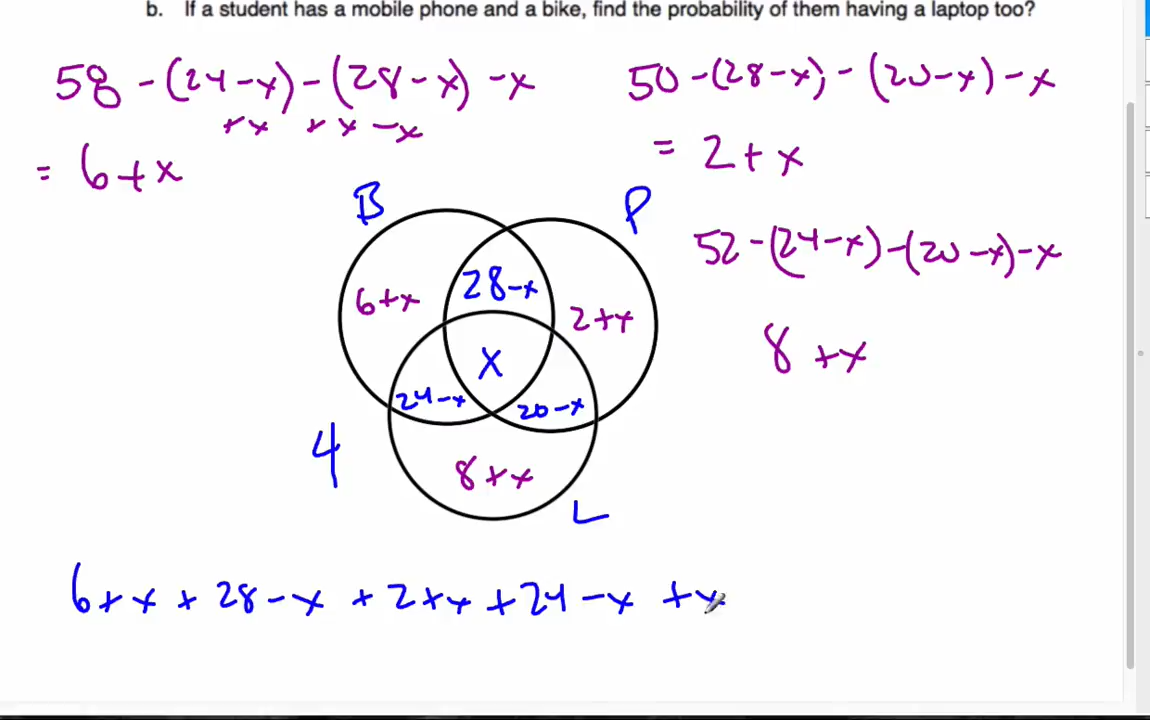 b. If a student has a mobile phone and a bike, find the probability of them having a laptop too?
58 - (24-x) - (28-x) - x
+x +x -x
= 6+x
50 - (28-x) - (20-x) - x
= 2+x
52 - (24-x) - (20-x) - x
8+x
B
P
28-x
6+x
2+x
x
24-x
20-x
4
8+x
L
6+x + 28-x + 2+x + 24-x + x